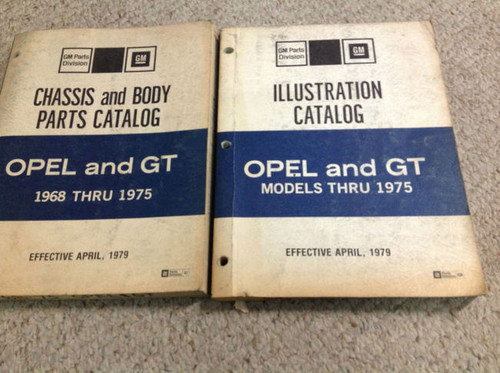 GM Parts
Division
GM
CHASSIS and BODY
PARTS CATALOG
OPEL and GT
1968 THRU 1975
EFFECTIVE APRIL, 1979
GM Parts
Division
GM
ILLUSTRATION
CATALOG
OPEL and GT
MODELS THRU 1975
EFFECTIVE APRIL, 1979